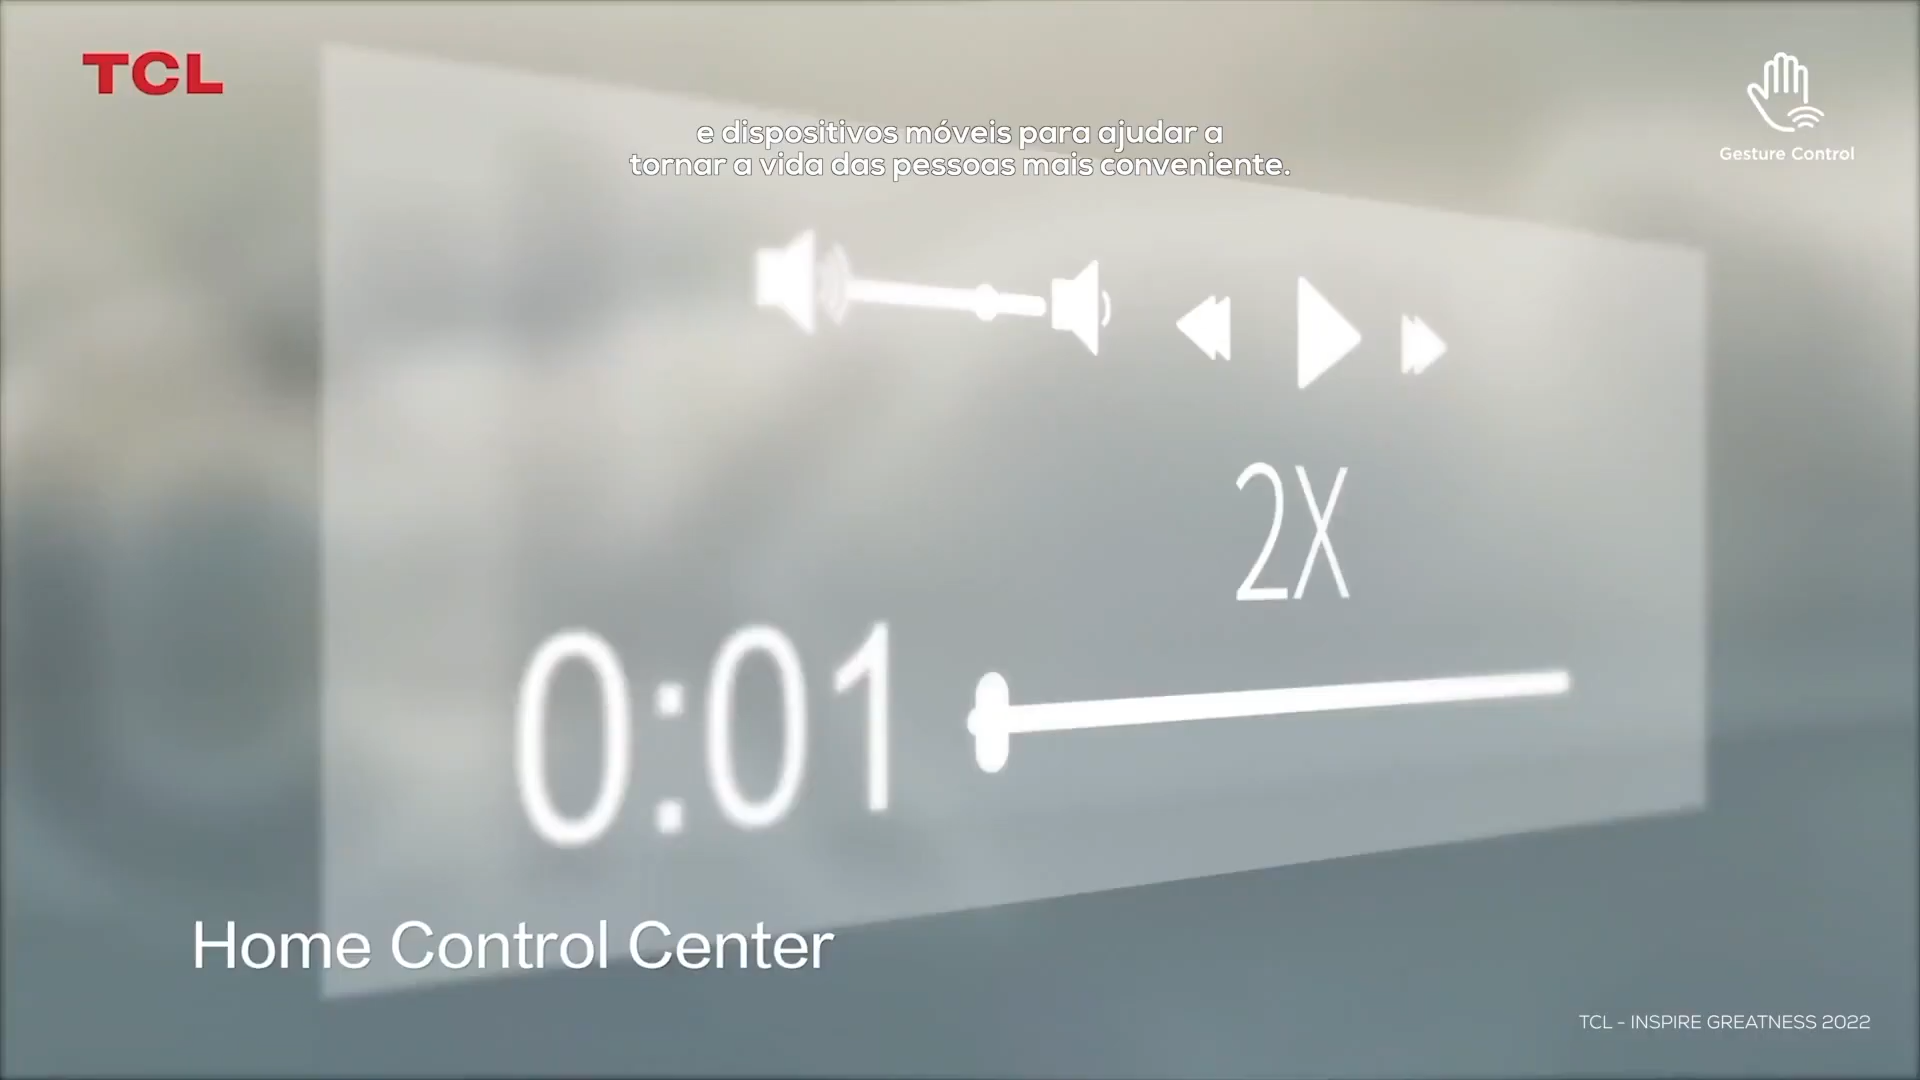 TCL
e dispositivos móveis para ajudar a
tornar a vida das pessoas mais conveniente.
Gesture Control
2X
0:01
Home Control Center
TCL - INSPIRE GREATNESS 2022